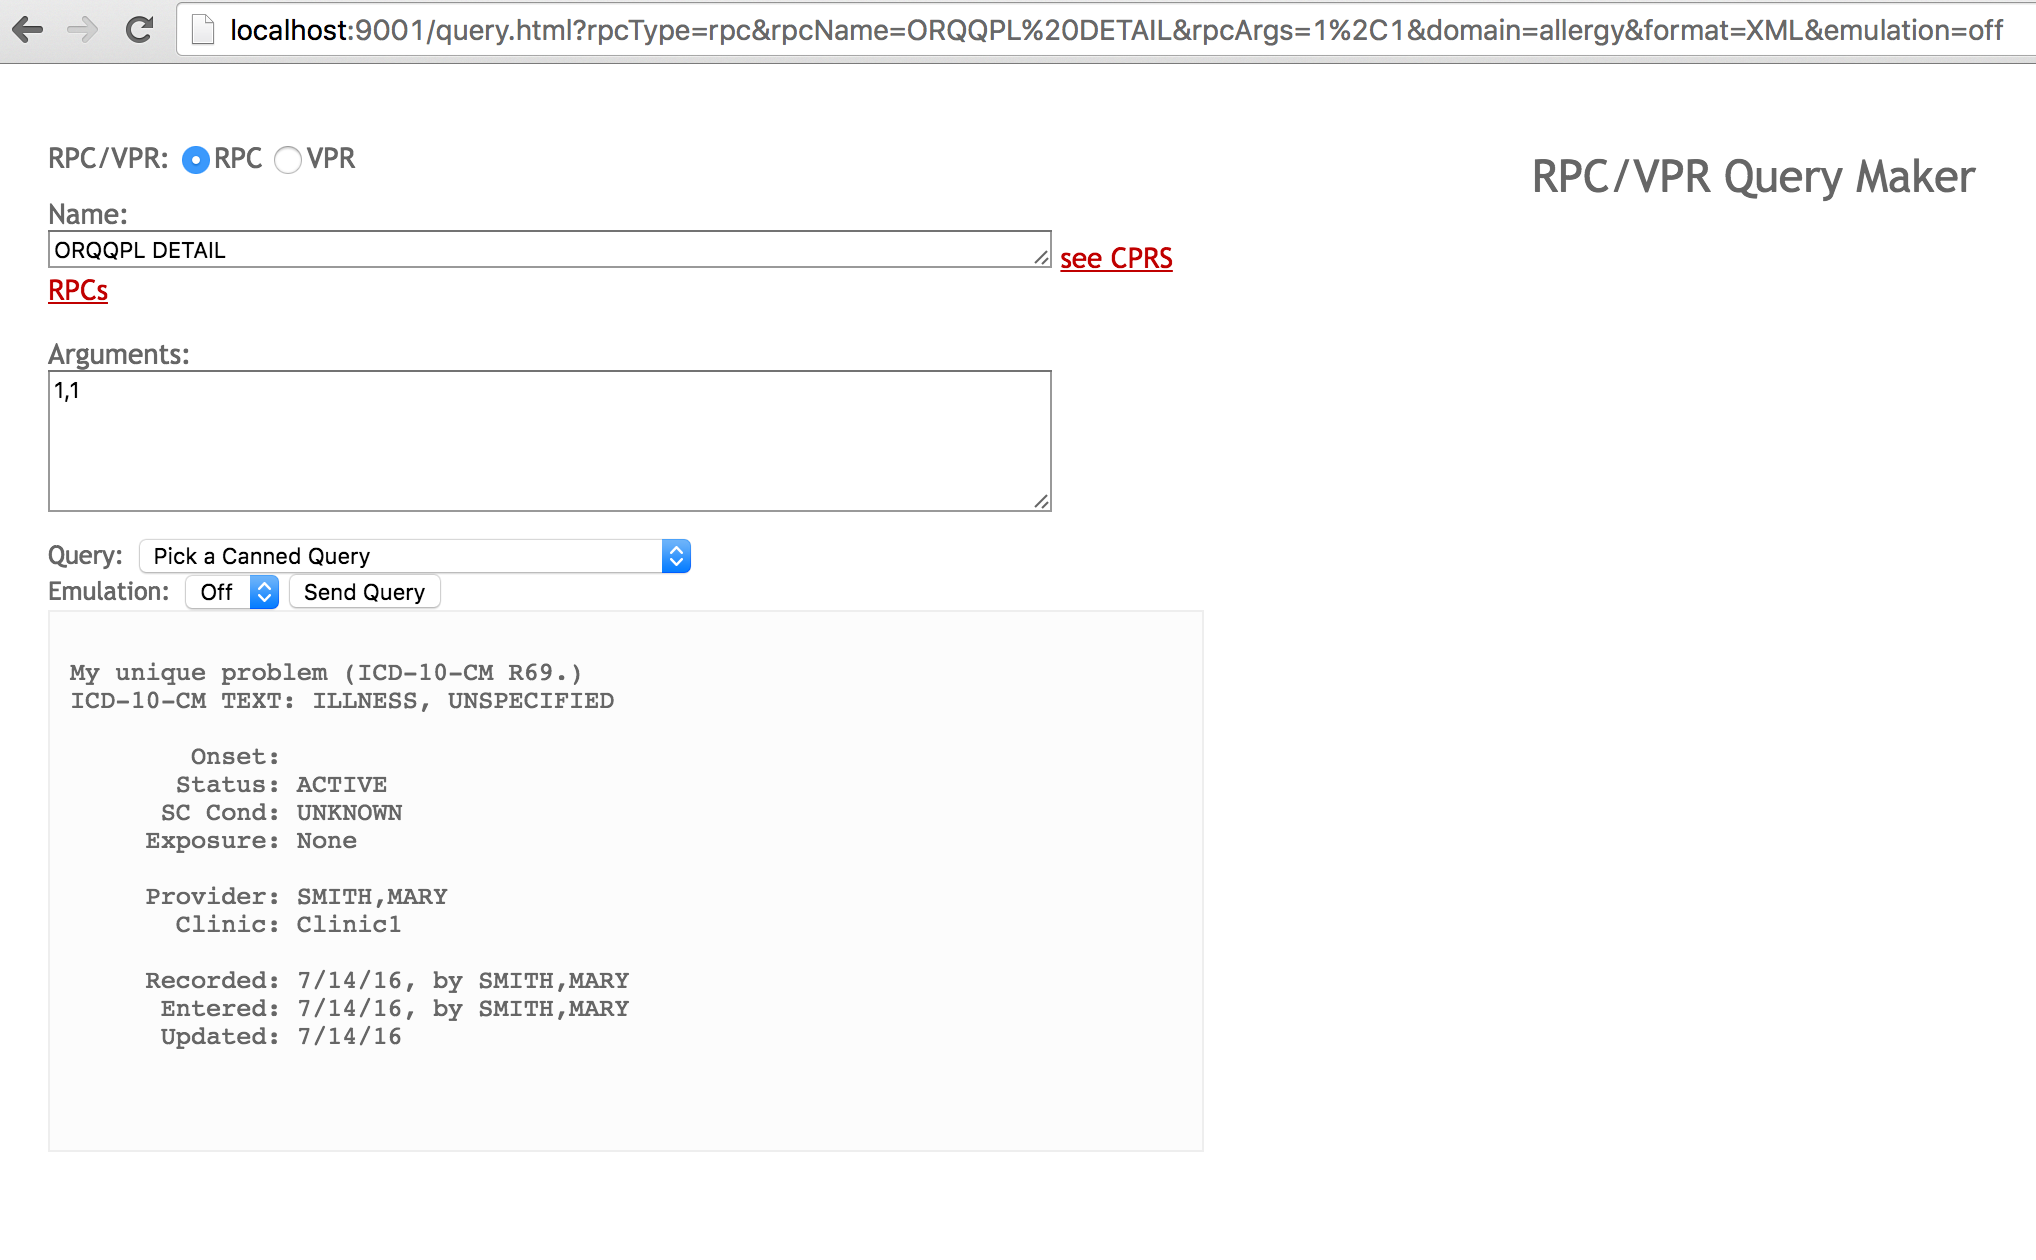 localhost:9001/query.html?rpcType=rpc&rpcName=ORQQPL%20DETAIL&rpcArgs=1%2C1&domain=allergy&format=XML&emulation=off
RPC/VPR: RPC VPR
RPC/VPR Query Maker
Name:
ORQQPL DETAIL see CPRS
RPCs
Arguments:
1,1
Query: Pick a Canned Query
Emulation: Off Send Query
My unique problem (ICD-10-CM R69.)
ICD-10-CM TEXT: ILLNESS, UNSPECIFIED
Onset:
Status: ACTIVE
SC Cond: UNKNOWN
Exposure: None
Provider: SMITH,MARY
Clinic: Clinic1
Recorded: 7/14/16, by SMITH,MARY
Entered: 7/14/16, by SMITH,MARY
Updated: 7/14/16